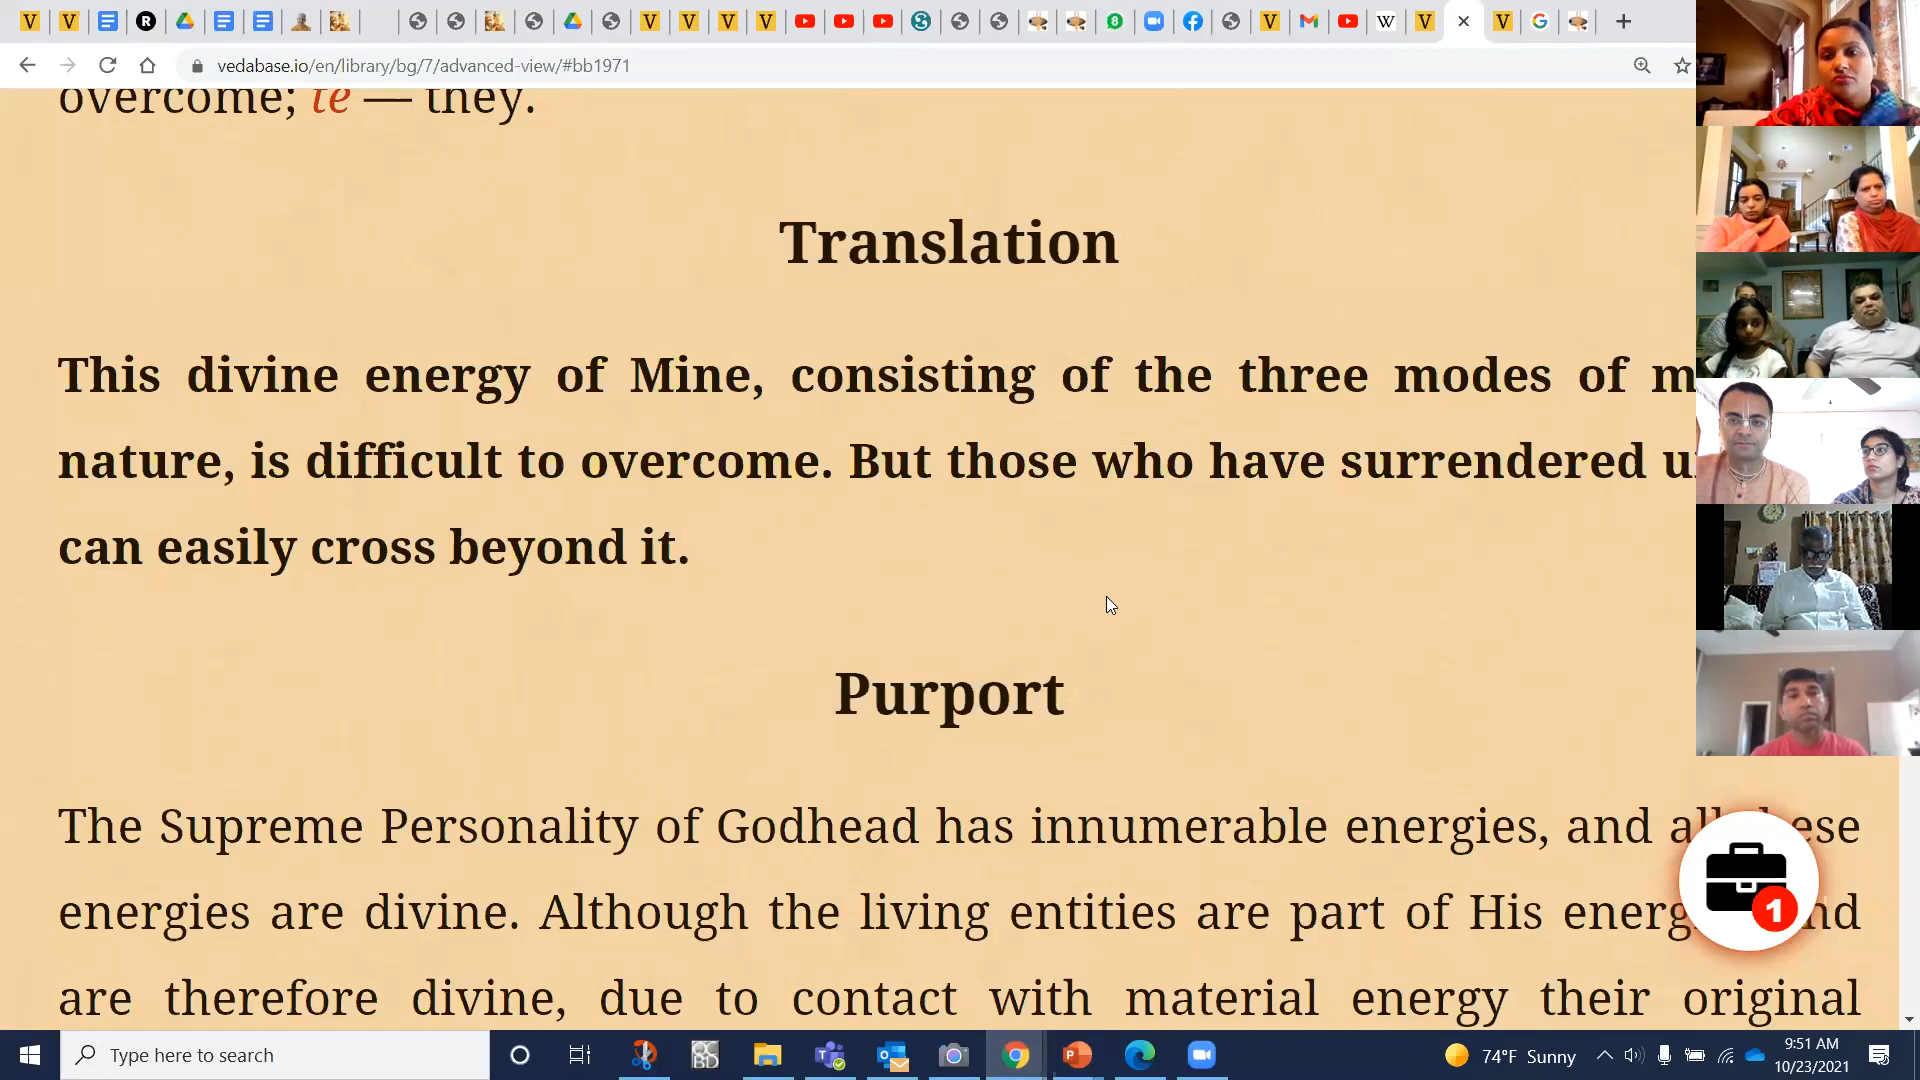 vedabase.io/en/library/bg/7/advanced-view/#bb1971
overcome; te — they.
Translation
This divine energy of Mine, consisting of the three modes of
nature, is difficult to overcome. But those who have surrendered
can easily cross beyond it.
Purport
The Supreme Personality of Godhead has innumerable energies, and
energies are divine. Although the living entities are part of His
are therefore divine, due to contact with material energy their original
1
Type here to search
74°F Sunny
9:51 AM
10/23/2021